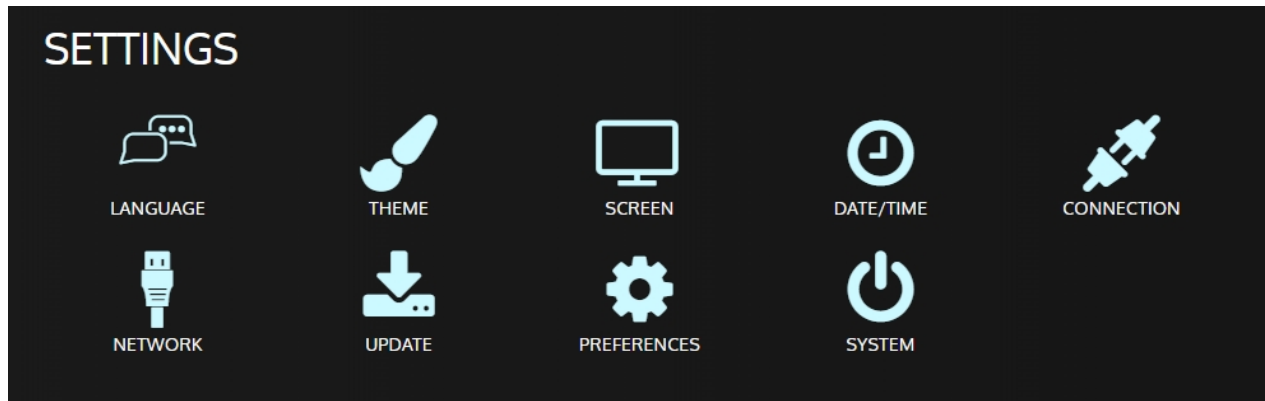 SETTINGS
LANGUAGE THEME SCREEN DATE/TIME CONNECTION
NETWORK UPDATE PREFERENCES SYSTEM